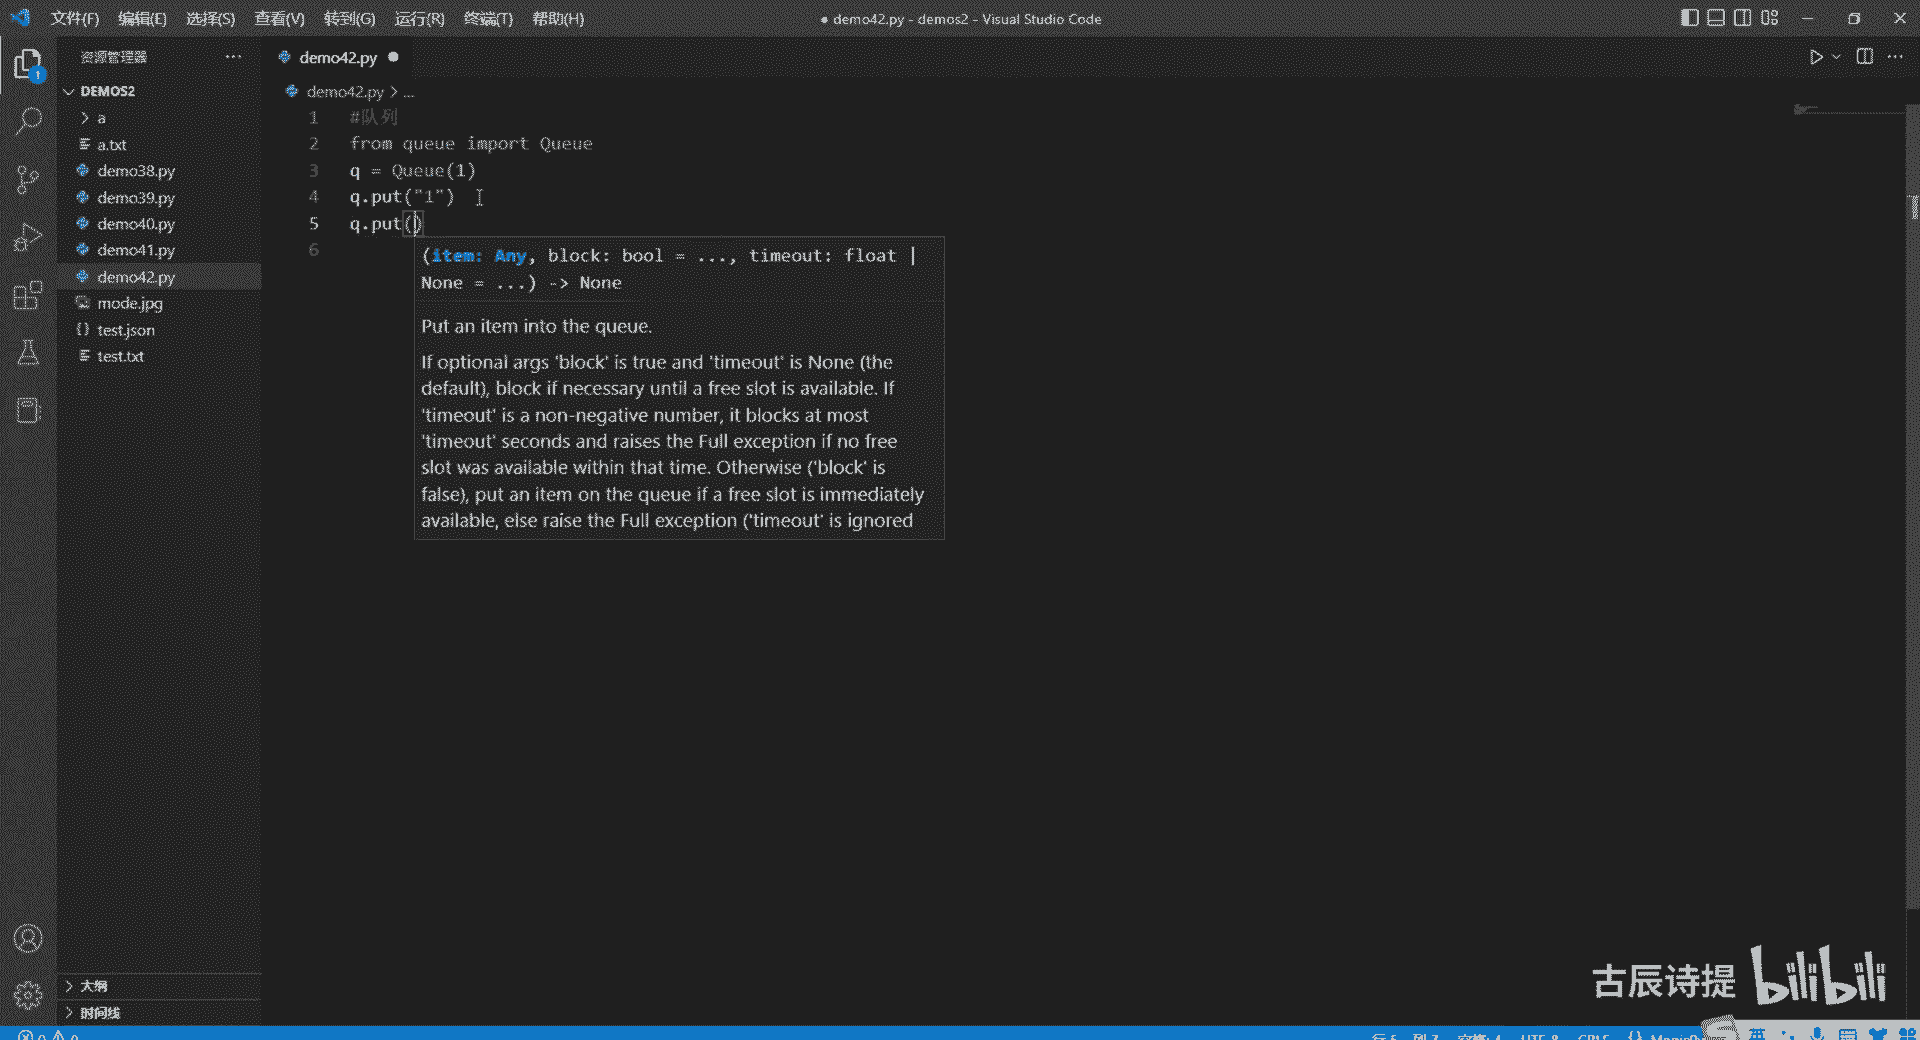 文件(F) 编辑(E) 选择(S) 查看(V) 转到(G) 运行(R) 终端(T) 帮助(H)
● demo42.py - demos2 - Visual Studio Code
资源管理器
DEMOS2
a
a.txt
demo38.py
demo39.py
demo40.py
demo41.py
demo42.py
mode.jpg
test.json
test.txt
大纲
时间线
demo42.py
demo42.py > ...
1 #队列
2 from queue import Queue
3 q = Queue(1)
4 q.put("1")
5 q.put()
6
(item: Any, block: bool = ..., timeout: float |
None = ...) -> None
Put an item into the queue.
If optional args 'block' is true and 'timeout' is None (the
default), block if necessary until a free slot is available. If
'timeout' is a non-negative number, it blocks at most
'timeout' seconds and raises the Full exception if no free
slot was available within that time. Otherwise ('block' is
false), put an item on the queue if a free slot is immediately
available, else raise the Full exception ('timeout' is ignored
古辰诗提 bilibili
英